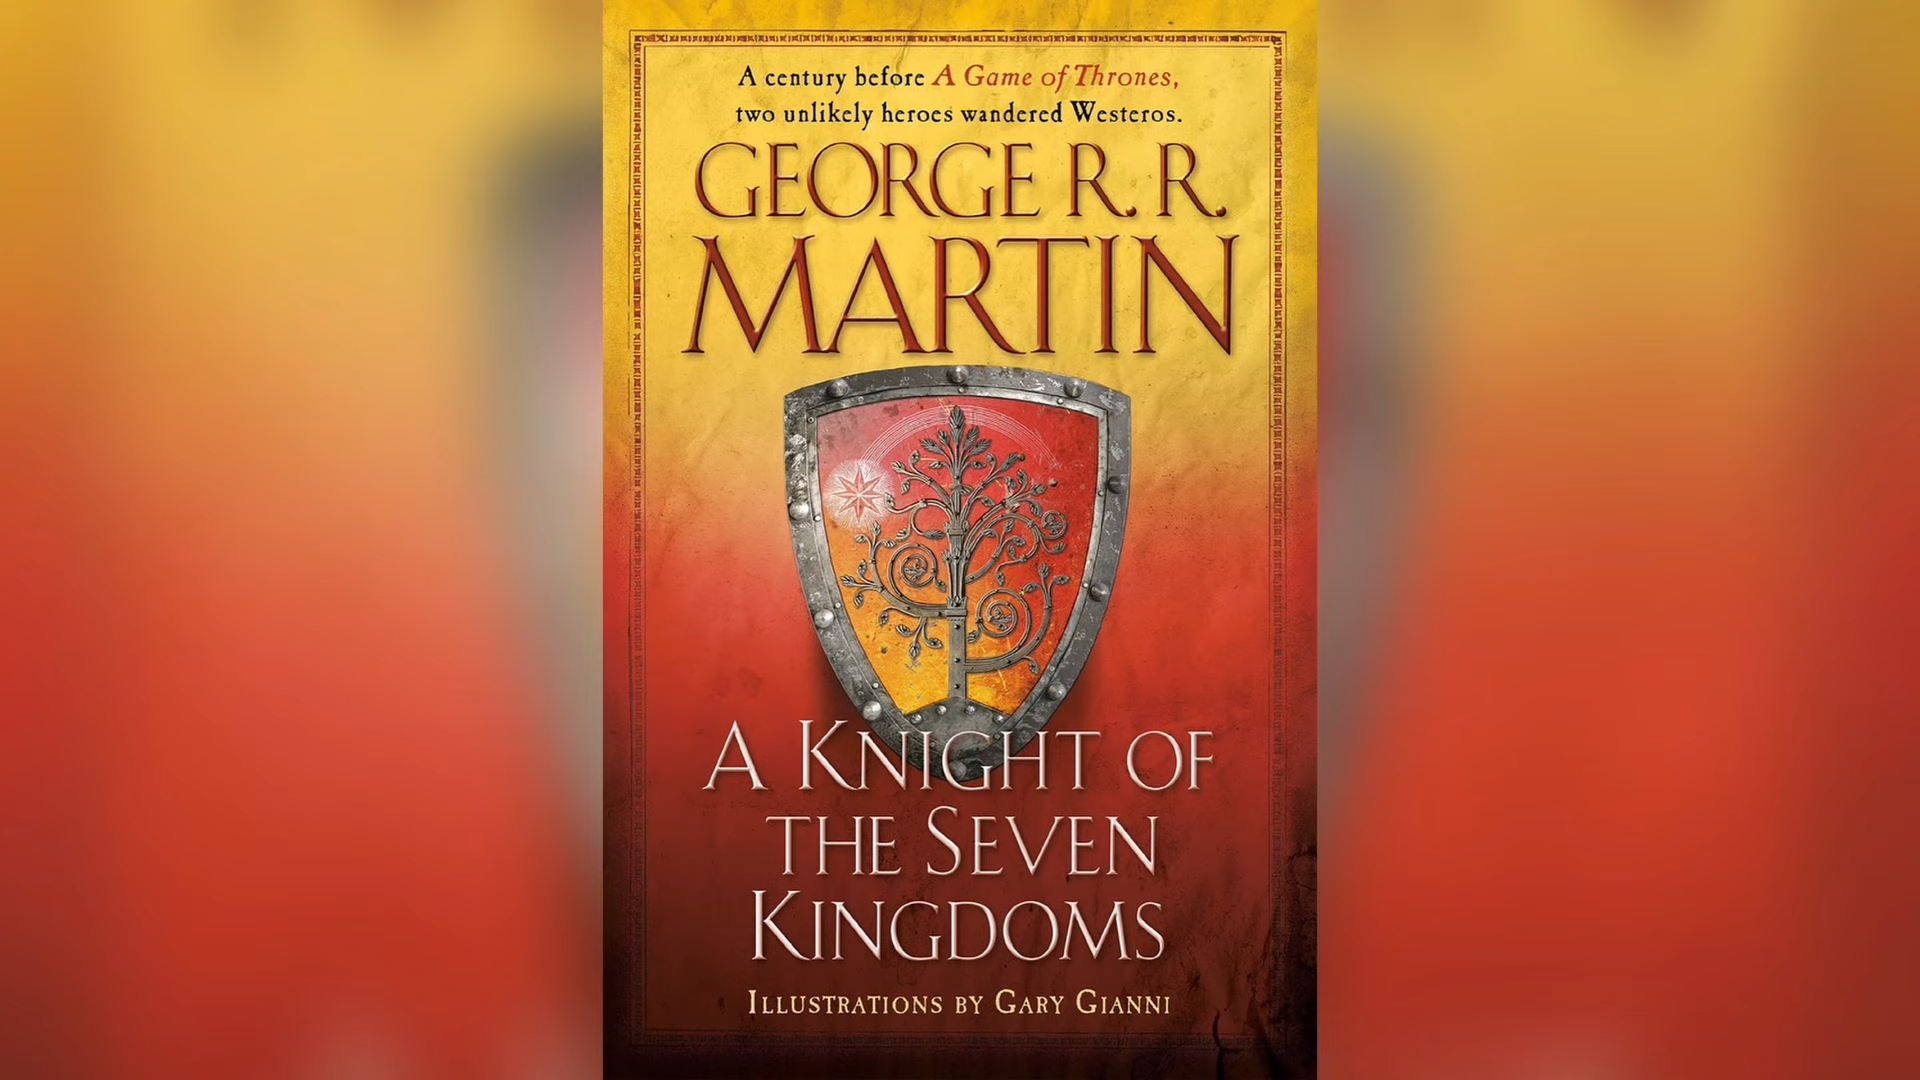 A century before A Game of Thrones,
two unlikely heroes wandered Westeros.
GEORGE R. R.
MARTIN
A KNIGHT OF
THE SEVEN
KINGDOMS
ILLUSTRATIONS BY GARY GIANNI